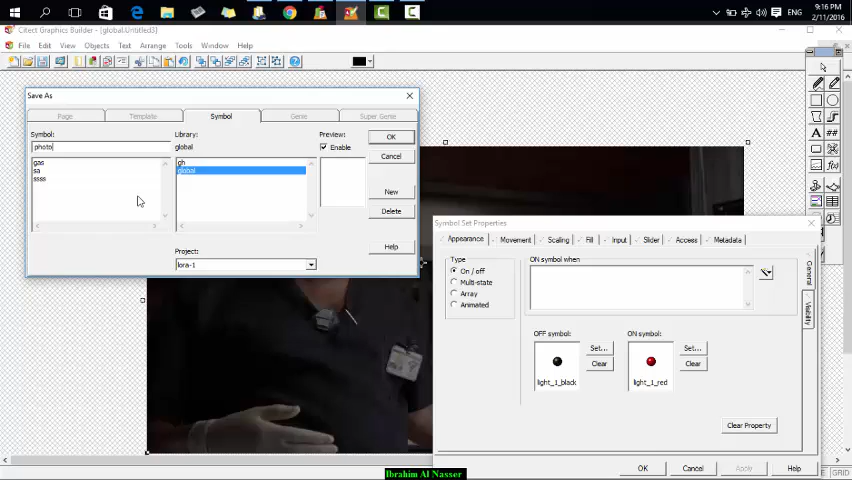 9:16 PM
ENG
2/11/2016
Citect Graphics Builder - [global.Untitled3]
File Edit View Objects Text Arrange Tools Window Help
Save As
Page Template Symbol Genie Super Genie
Symbol: Library: Preview:
photo global Enable OK
gas gh Cancel
sa global
ssss
New
Delete
Help
Project:
lora-1
Symbol Set Properties
Appearance Movement Scaling Fill Input Slider Access Metadata
Type ON symbol when
On / off
Multi-state
Array
Animated
General
Visibility
OFF symbol: ON symbol:
Set... Set...
Clear Clear
light_1_black light_1_red
Clear Property
OK Cancel Apply Help
A ##
f(x)
GRID
Ibrahim Al Nasser